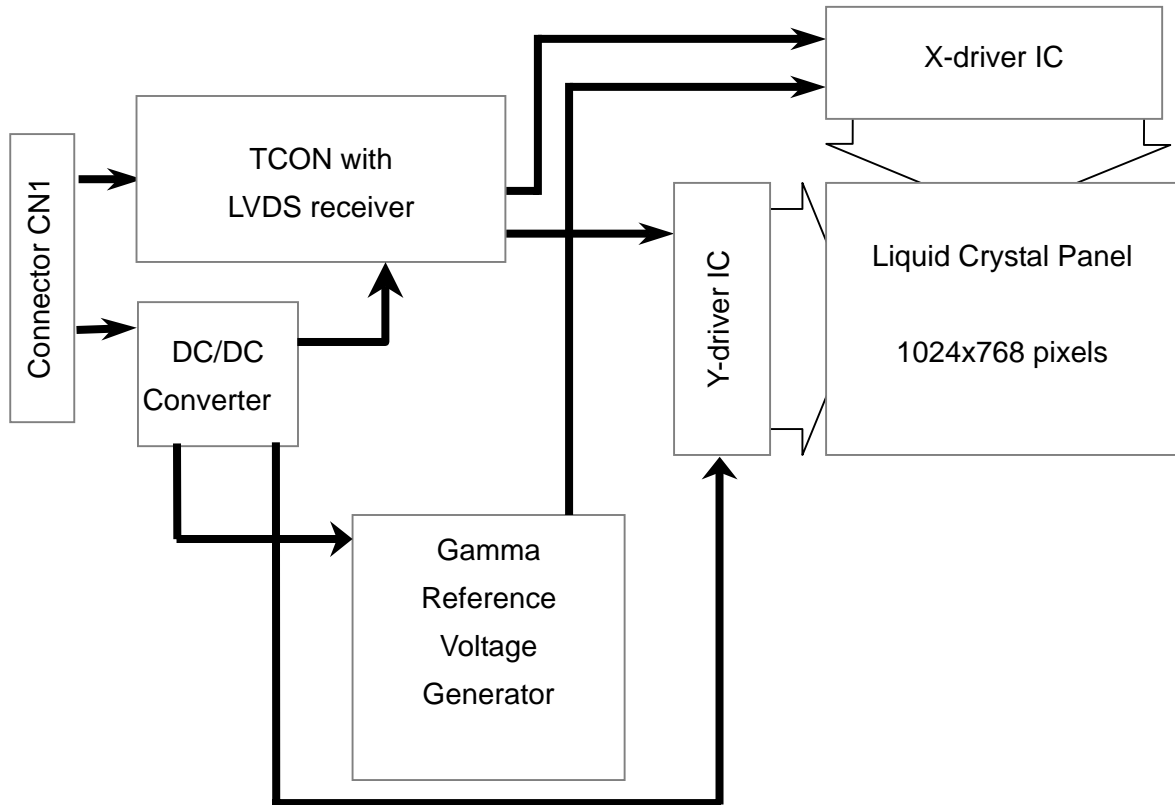 X-driver IC
TCON with
LVDS receiver
Connector CN1
Y-driver IC
Liquid Crystal Panel
1024x768 pixels
DC/DC
Converter
Gamma
Reference
Voltage
Generator